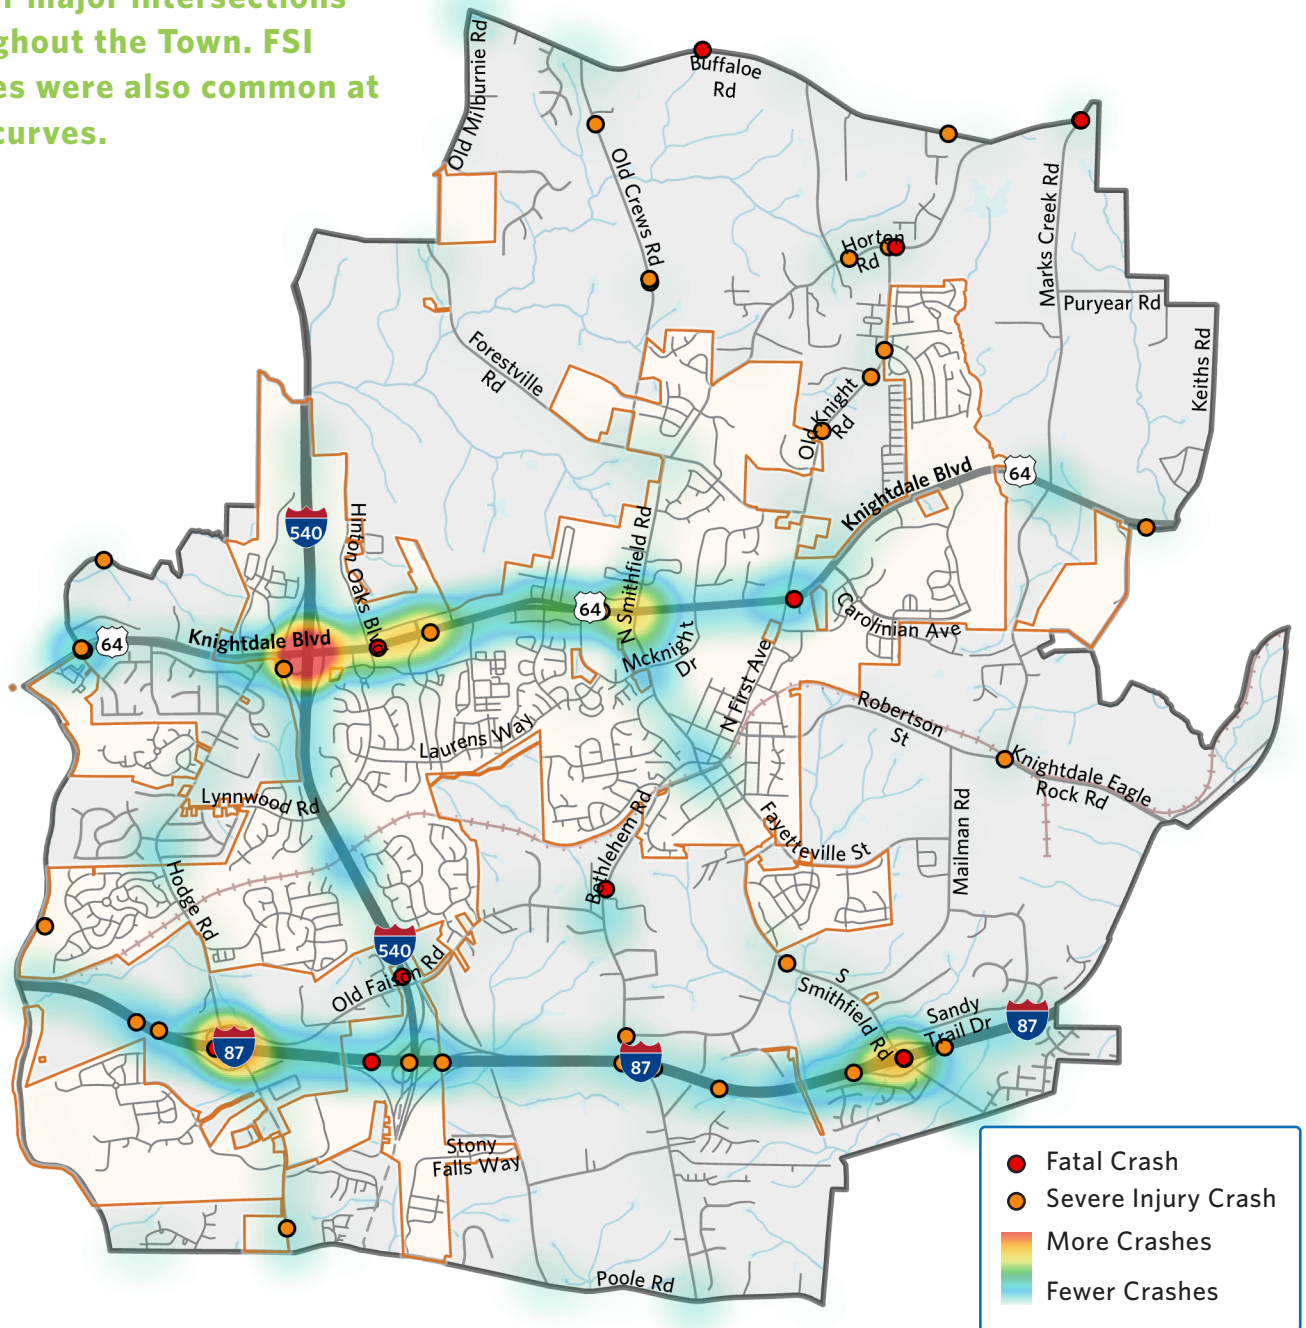 r major intersections
ghout the Town. FSI
es were also common at
curves.
Old Milburnie Rd
Buffaloe
Rd
Old Crews Rd
Horton
Rd
Marks Creek Rd
Puryear Rd
Keiths Rd
Forestville
Rd
Old Knight
Rd
Knightdale Blvd
64
540
Hinton Oaks Blv
N Smithfield Rd
64
64
Knightdale Blvd
Carolinian Ave
Mcknight
Dr
N First Ave
Laurens Way
Robertson
St
Knightdale Eagle
Rock Rd
Lynnwood Rd
Mailman Rd
Bethlehem Rd
Fayetteville St
Hodge Rd
540
Old Faison Rd
S
Smithfield Rd
Sandy
Trail Dr
87
87
87
Stony
Falls Way
Poole Rd
Fatal Crash
Severe Injury Crash
More Crashes
Fewer Crashes